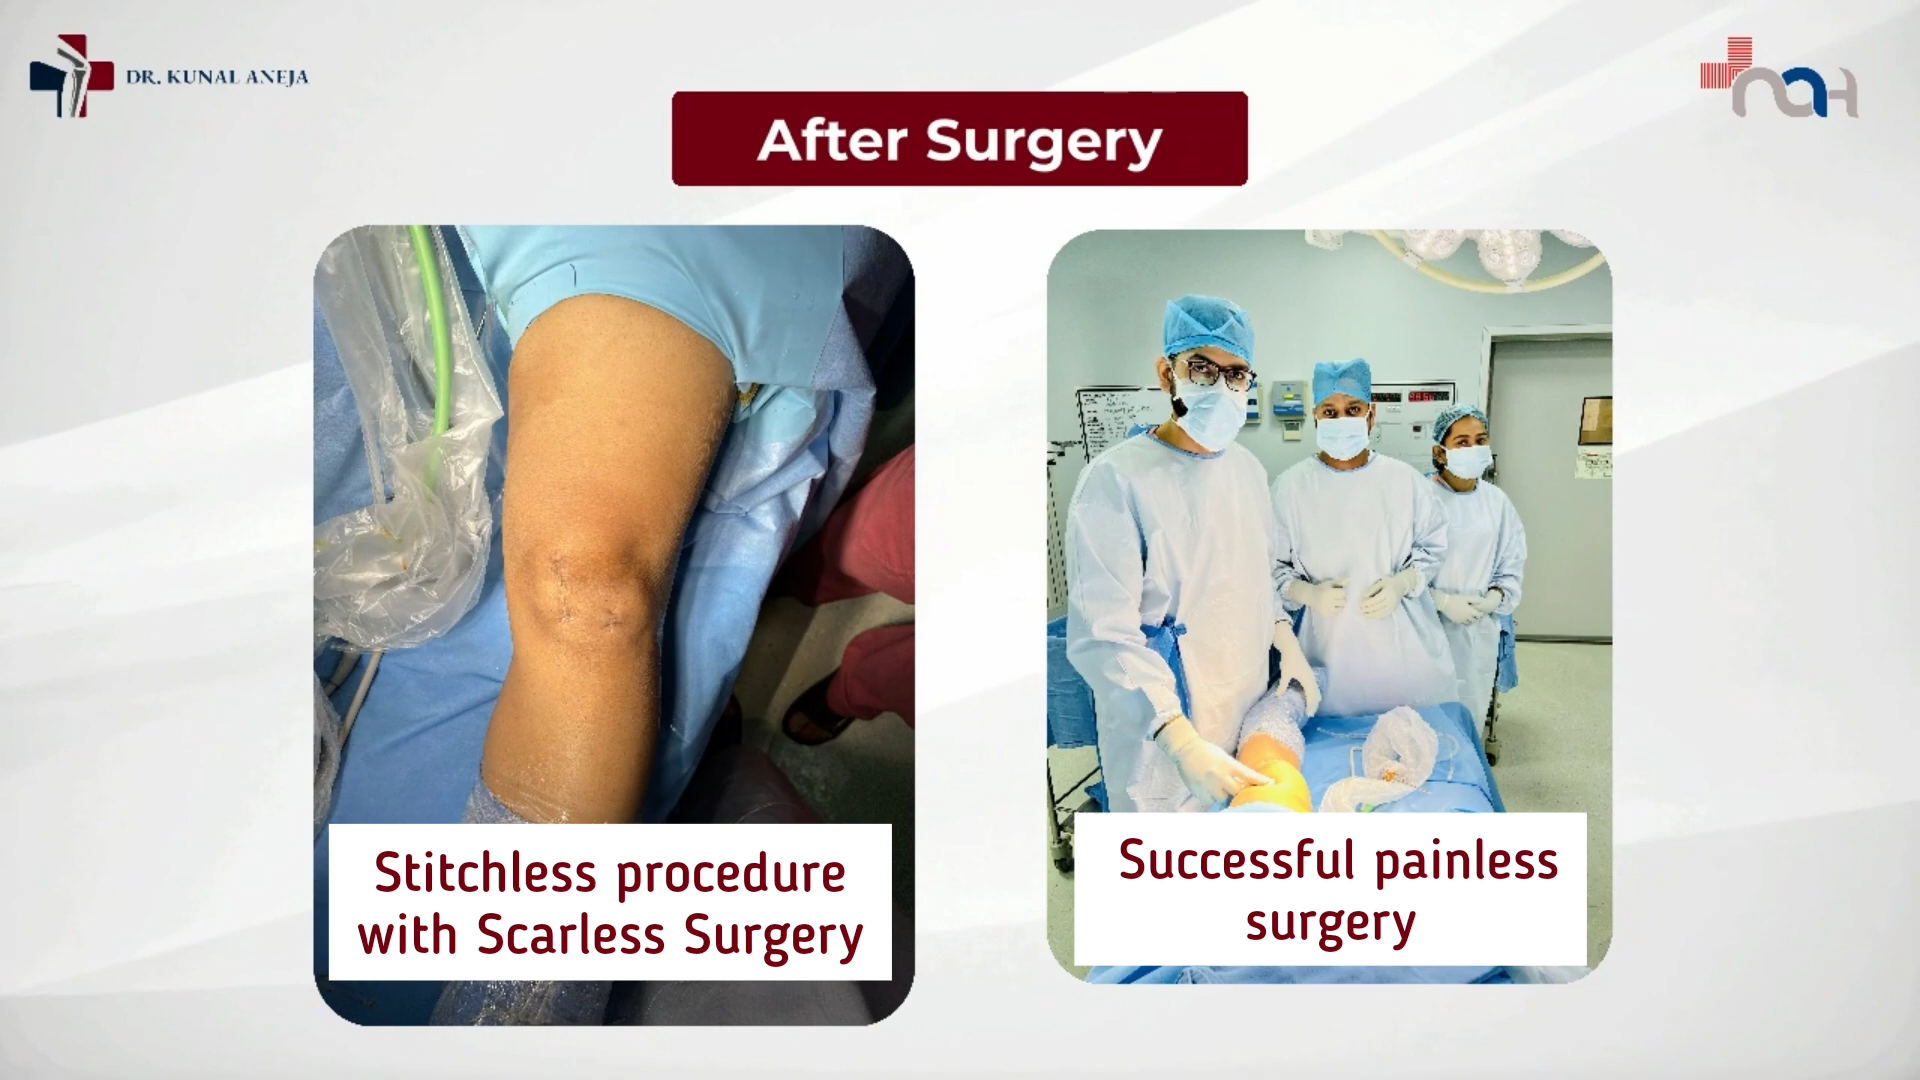 DR. KUNAL ANEJA
After Surgery
Stitchless procedure
with Scarless Surgery
Successful painless
surgery